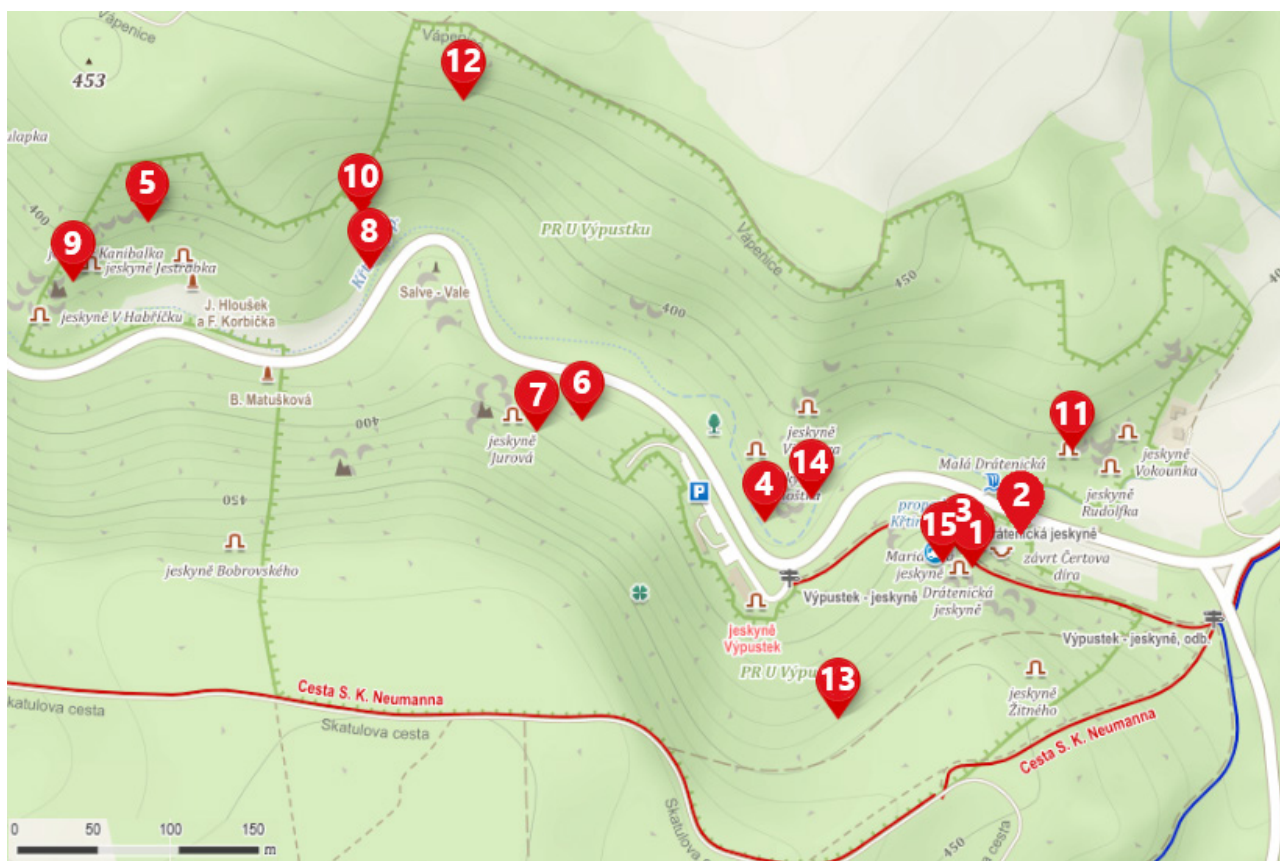 Vápenice
Vápenice
12
453
10
5
400
8
9
Kanibalka
jeskyně Jestrabka
PR U Výpustku
Vápenice
450
400
Salve - Vale
J. Hloušek
a F. Korbička
jeskyně V Habříčku
B. Matušková
400
7
6
jeskyně
Jurová
11
jeskyně
jeskyně
Vokounka
jeskyně
Rudolfka
Malá Drátenická
4
14
P
2
3
15
1
Drátenická jeskyně
závrt Čertova
díra
jeskyně
Drátenická
jeskyně
450
jeskyně Bobrovského
Výpustek - jeskyně
jeskyně
Výpustek
Výpustek - jeskyně, odb.
PR U
13
jeskyně
Žitného
Cesta S. K. Neumanna
Skatulova cesta
Skatulova cesta
Cesta S. K. Neumanna
450
cesta
0 50 100 150
m